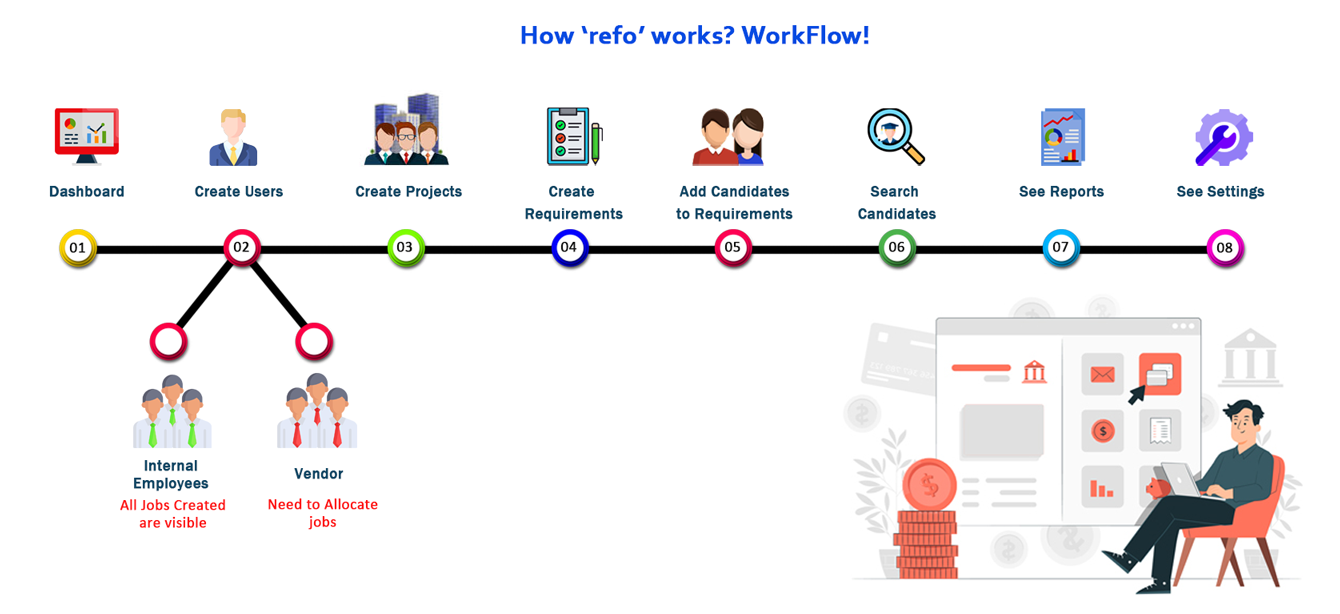 How ‘refo’ works? WorkFlow!
Dashboard
Create Users
Create Projects
Create
Requirements
Add Candidates
to Requirements
Search
Candidates
See Reports
See Settings
01
02
03
04
05
06
07
08
Internal
Employees
All Jobs Created
are visible
Vendor
Need to Allocate
jobs